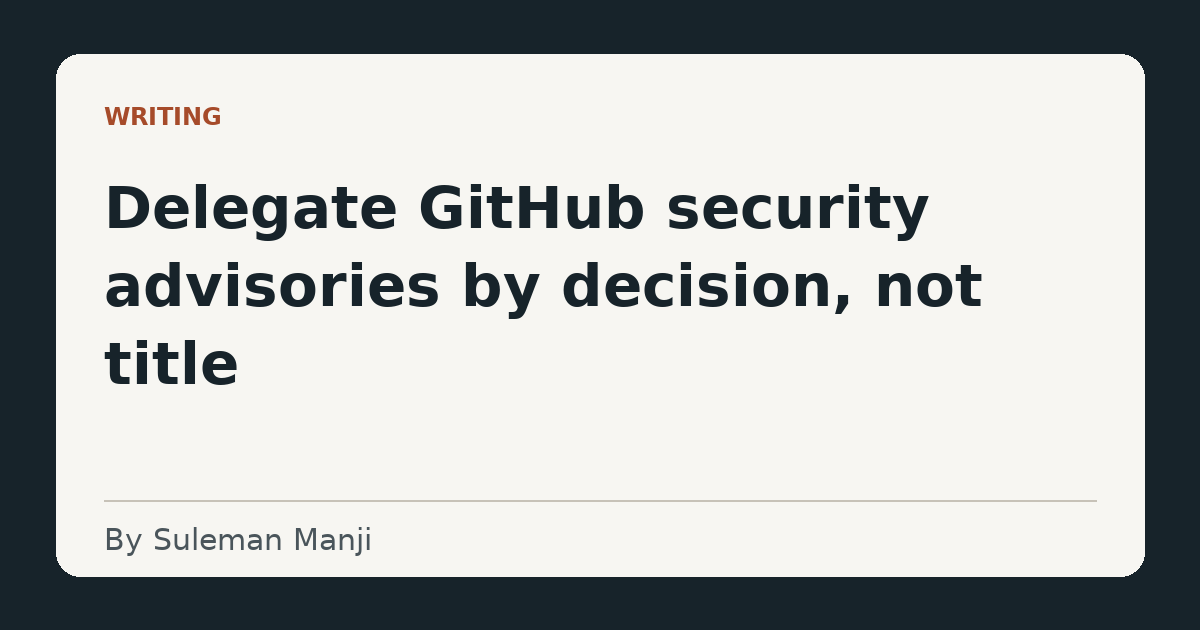 WRITING
Delegate GitHub security
advisories by decision, not
title
By Suleman Manji